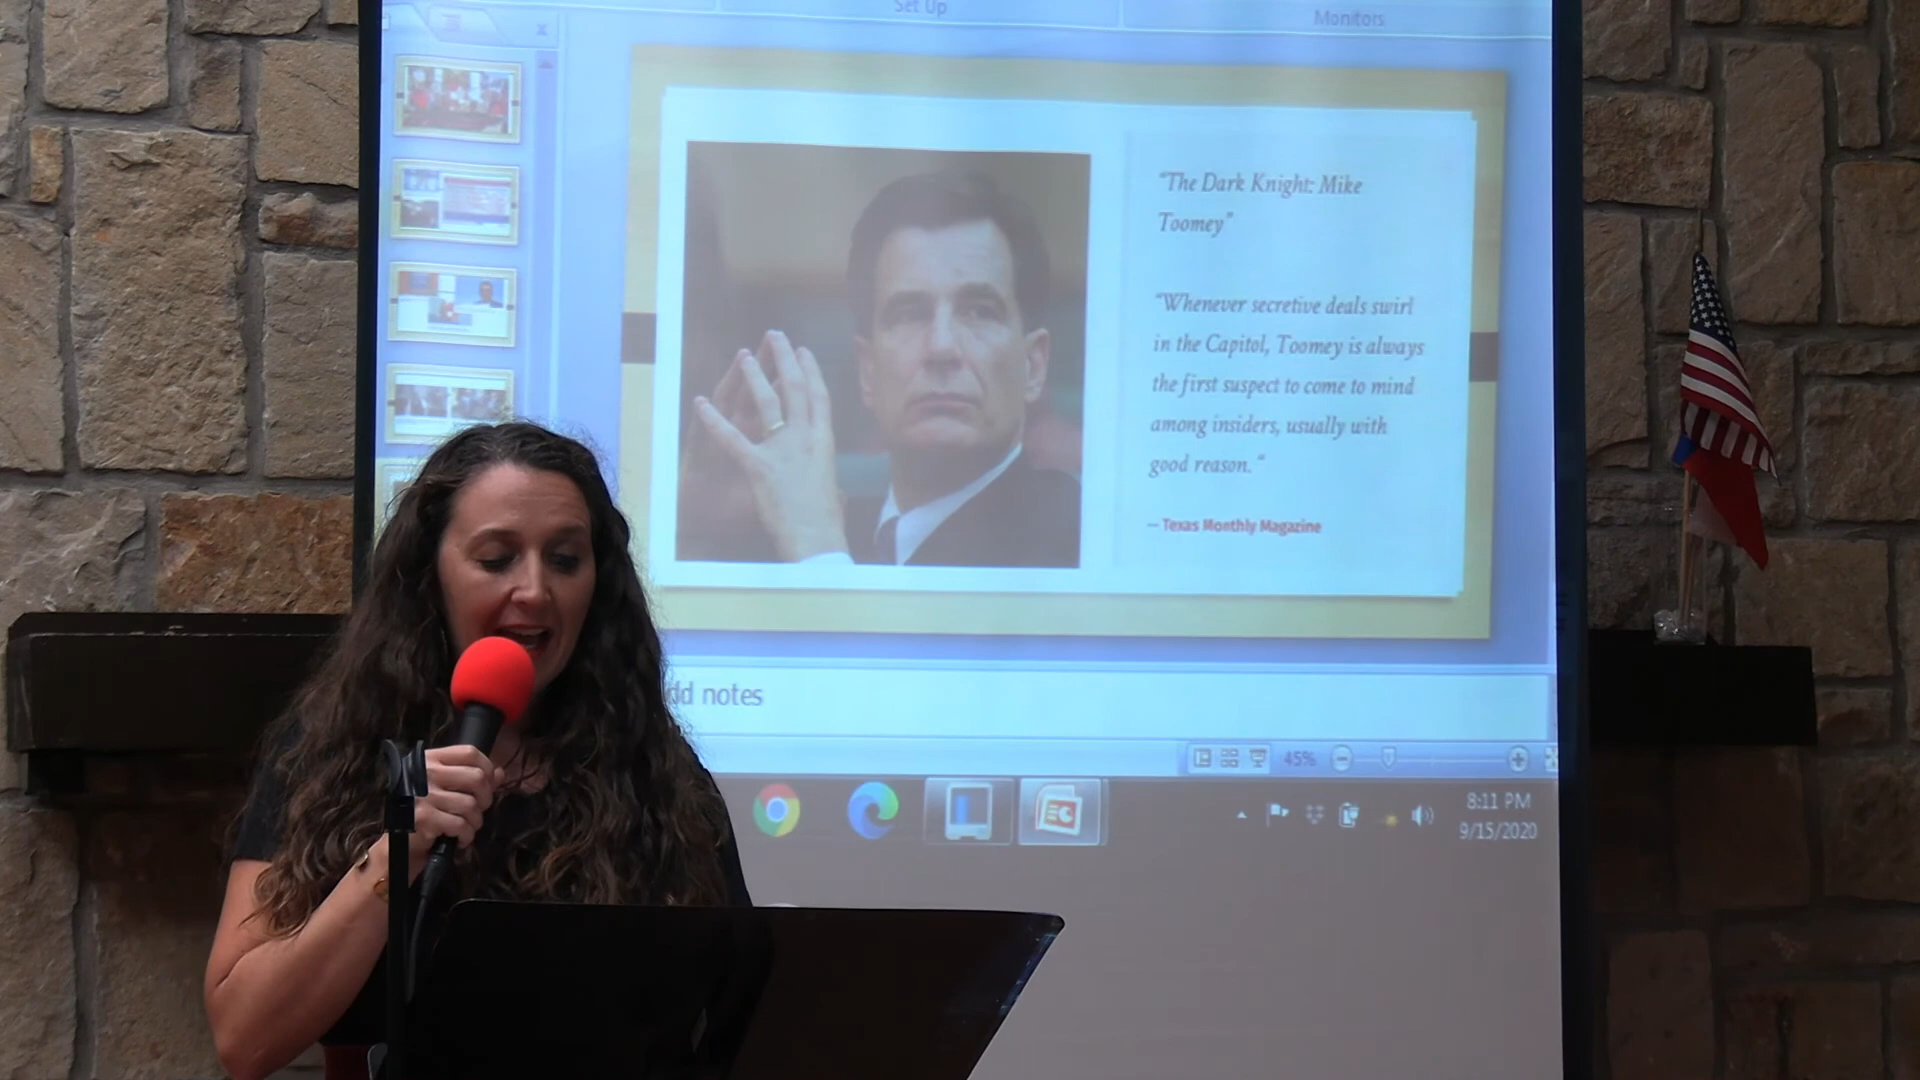 Set Up
Monitors
"The Dark Knight: Mike
Toomey"
"Whenever secretive deals swirl
in the Capitol, Toomey is always
the first suspect to come to mind
among insiders, usually with
good reason."
— Texas Monthly Magazine
dd notes
45%
8:11 PM
9/15/2020